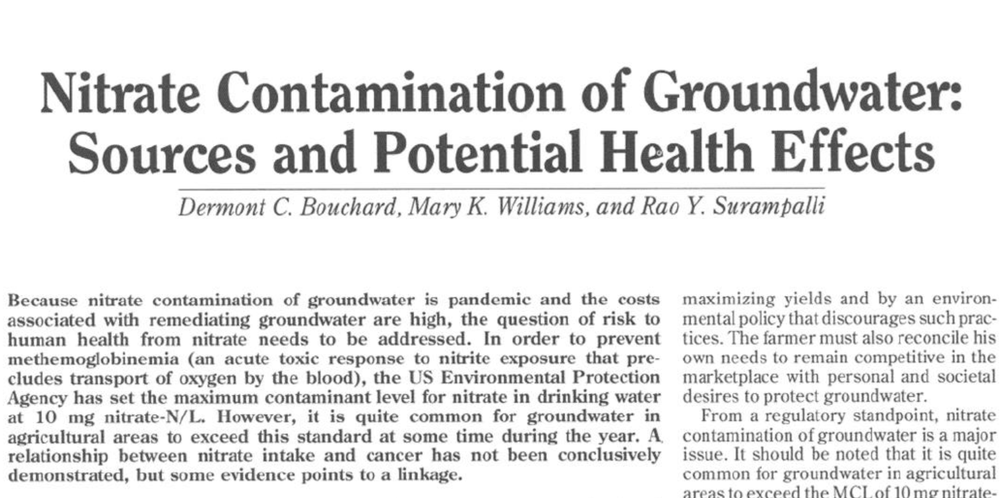 Nitrate Contamination of Groundwater:
Sources and Potential Health Effects
Dermont C. Bouchard, Mary K. Williams, and Rao Y. Surampalli
Because nitrate contamination of groundwater is pandemic and the costs
associated with remediating groundwater are high, the question of risk to
human health from nitrate needs to be addressed. In order to prevent
methemoglobinemia (an acute toxic response to nitrite exposure that pre-
cludes transport of oxygen by the blood), the US Environmental Protection
Agency has set the maximum contaminant level for nitrate in drinking water
at 10 mg nitrate-N/L. However, it is quite common for groundwater in
agricultural areas to exceed this standard at some time during the year. A
relationship between nitrate intake and cancer has not been conclusively
demonstrated, but some evidence points to a linkage.
maximizing yields and by an environ-
mental policy that discourages such prac-
tices. The farmer must also reconcile his
own needs to remain competitive in the
marketplace with personal and societal
desires to protect groundwater.
From a regulatory standpoint, nitrate
contamination of groundwater is a major
issue. It should be noted that it is quite
common for groundwater in agricultural
areas to exceed the MCL of 10 mg nitrate-